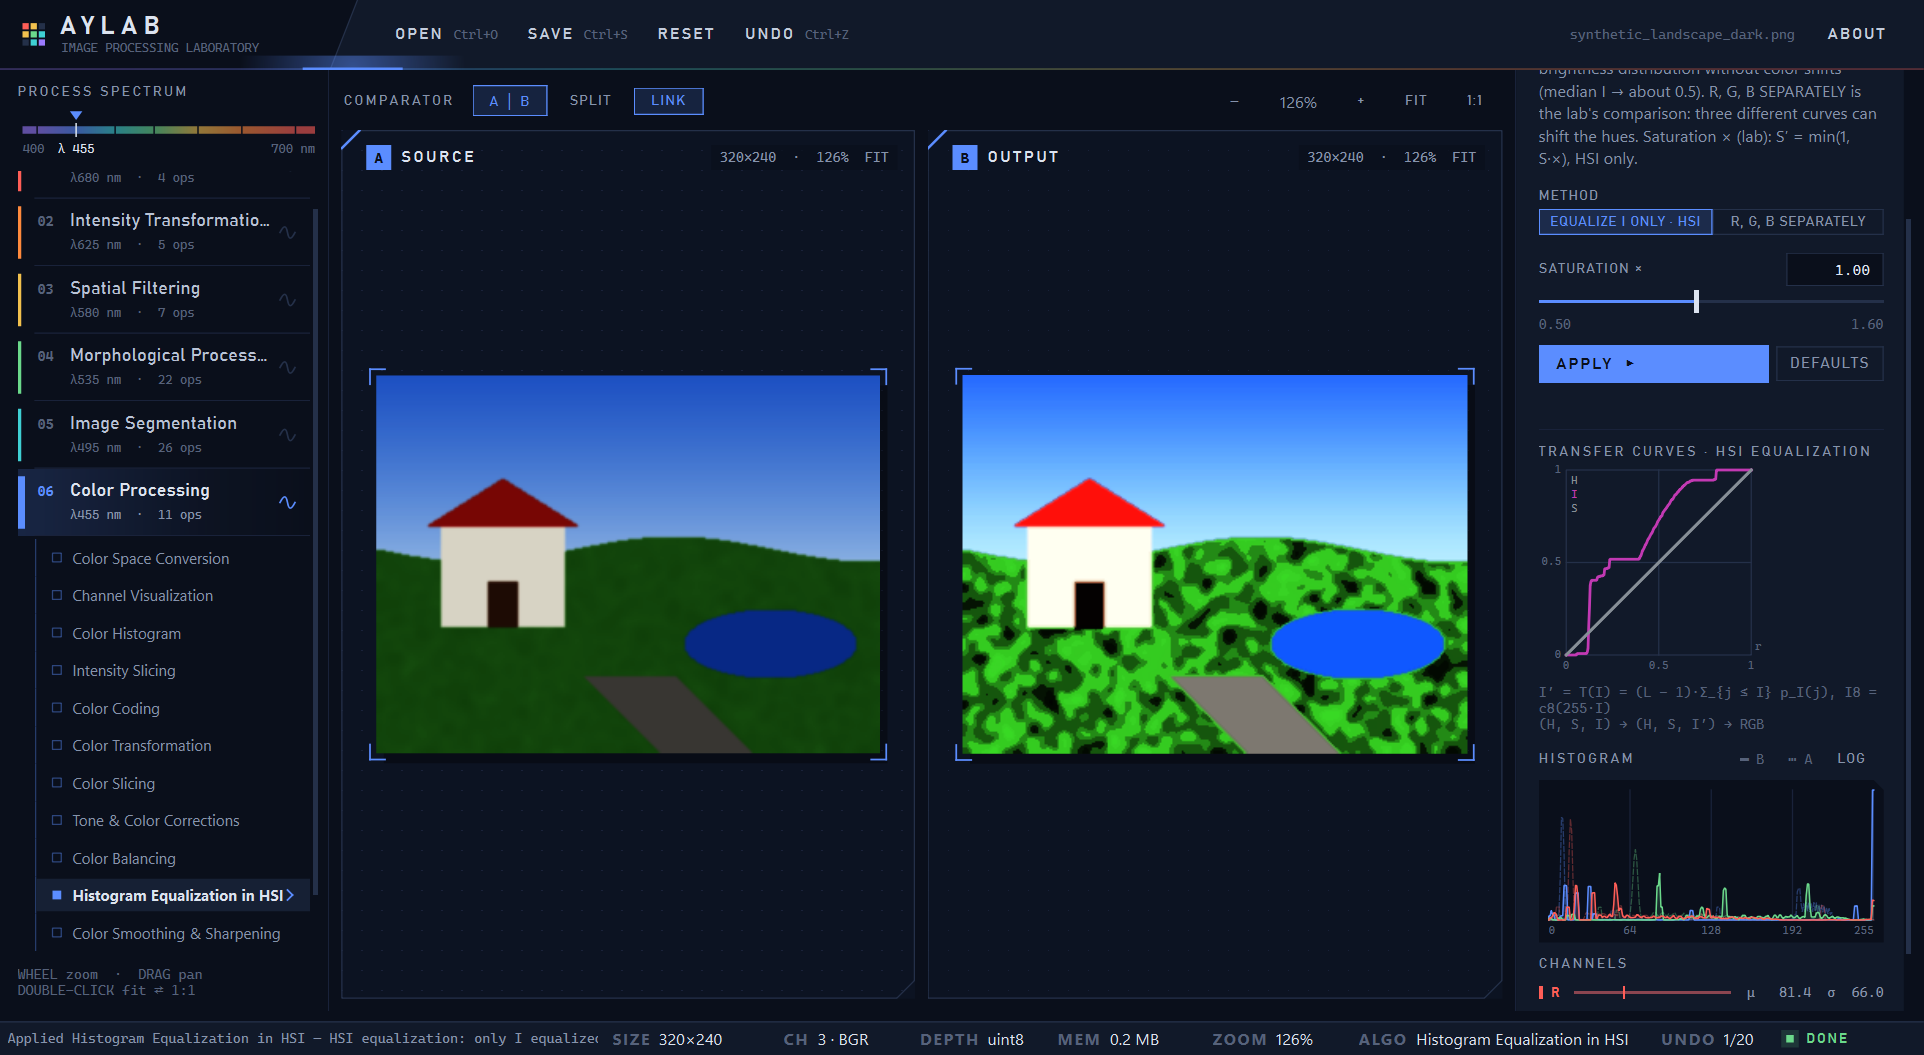 AYLAB
IMAGE PROCESSING LABORATORY
OPEN Ctrl+O SAVE Ctrl+S RESET UNDO Ctrl+Z
synthetic_landscape_dark.png ABOUT
PROCESS SPECTRUM
400 λ 455 700 nm
λ680 nm · 4 ops
02 Intensity Transformatio…
λ625 nm · 5 ops
03 Spatial Filtering
λ580 nm · 7 ops
04 Morphological Process…
λ535 nm · 22 ops
05 Image Segmentation
λ495 nm · 26 ops
06 Color Processing
λ455 nm · 11 ops
Color Space Conversion
Channel Visualization
Color Histogram
Intensity Slicing
Color Coding
Color Transformation
Color Slicing
Tone & Color Corrections
Color Balancing
Histogram Equalization in HSI
Color Smoothing & Sharpening
WHEEL zoom · DRAG pan
DOUBLE-CLICK fit ⇄ 1:1
COMPARATOR A | B SPLIT LINK
− 126% + FIT 1:1
A SOURCE 320×240 · 126% FIT
B OUTPUT 320×240 · 126% FIT
brightness distribution without color shifts
(median I → about 0.5). R, G, B SEPARATELY is
the lab's comparison: three different curves can
shift the hues. Saturation × (lab): S′ = min(1,
S·×), HSI only.
METHOD
EQUALIZE I ONLY · HSI R, G, B SEPARATELY
SATURATION × 1.00
0.50 1.60
APPLY ▸ DEFAULTS
TRANSFER CURVES · HSI EQUALIZATION
1
H
I
S
0.5
0
r
0 0.5 1
I′ = T(I) = (L − 1)·Σ_{j ≤ I} p_I(j), I8 =
c8(255·I)
(H, S, I) → (H, S, I′) → RGB
HISTOGRAM B A LOG
0 64 128 192 255
CHANNELS
R μ 81.4 σ 66.0
Applied Histogram Equalization in HSI — HSI equalization: only I equalized SIZE 320×240 CH 3 · BGR DEPTH uint8 MEM 0.2 MB ZOOM 126% ALGO Histogram Equalization in HSI UNDO 1/20 DONE